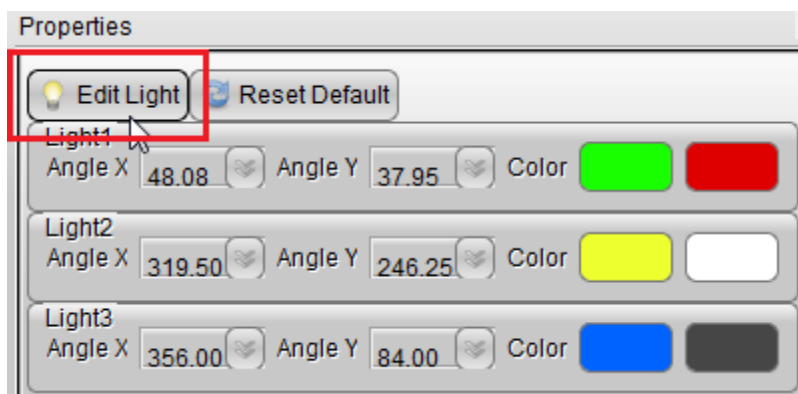 Properties
Edit Light Reset Default
Light1
Angle X 48.08 Angle Y 37.95 Color
Light2
Angle X 319.50 Angle Y 246.25 Color
Light3
Angle X 356.00 Angle Y 84.00 Color